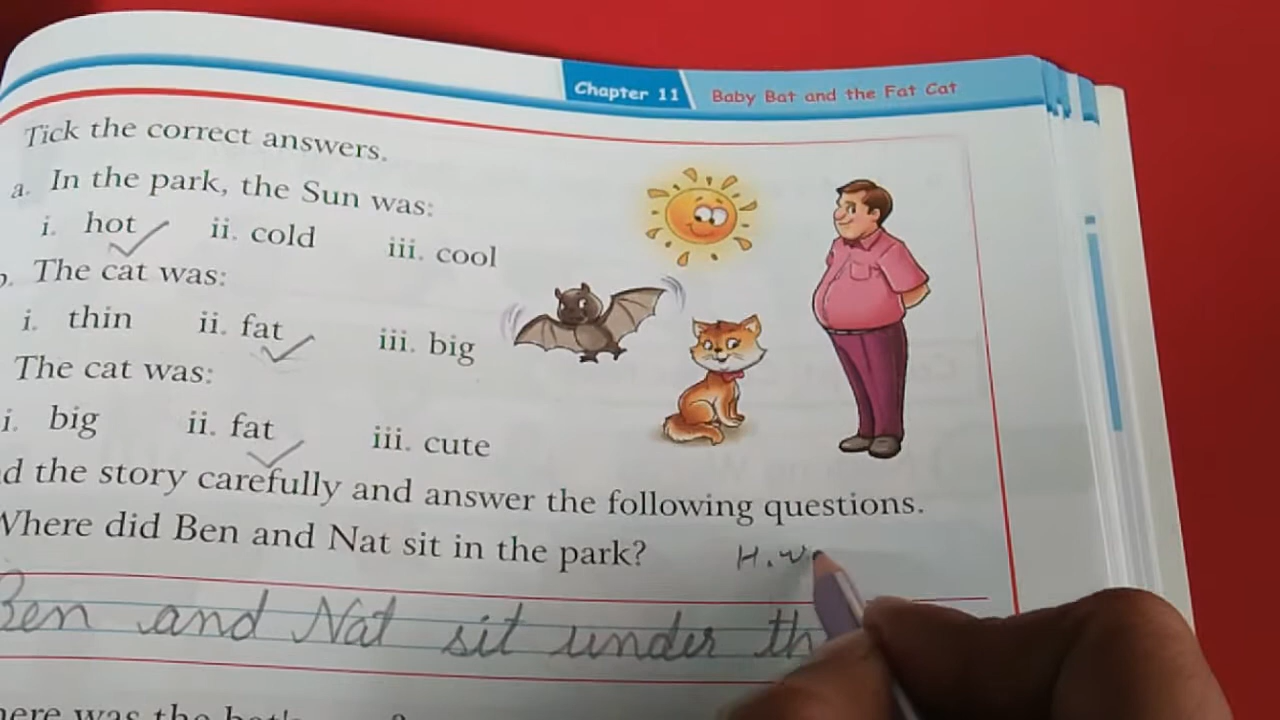 Chapter 11 Baby Bat and the Fat Cat
Tick the correct answers.
a. In the park, the Sun was:
i. hot ii. cold iii. cool
The cat was:
i. thin ii. fat iii. big
The cat was:
i. big ii. fat iii. cute
the story carefully and answer the following questions.
Where did Ben and Nat sit in the park? H.W
Ben and Nat sit under
was the bat's